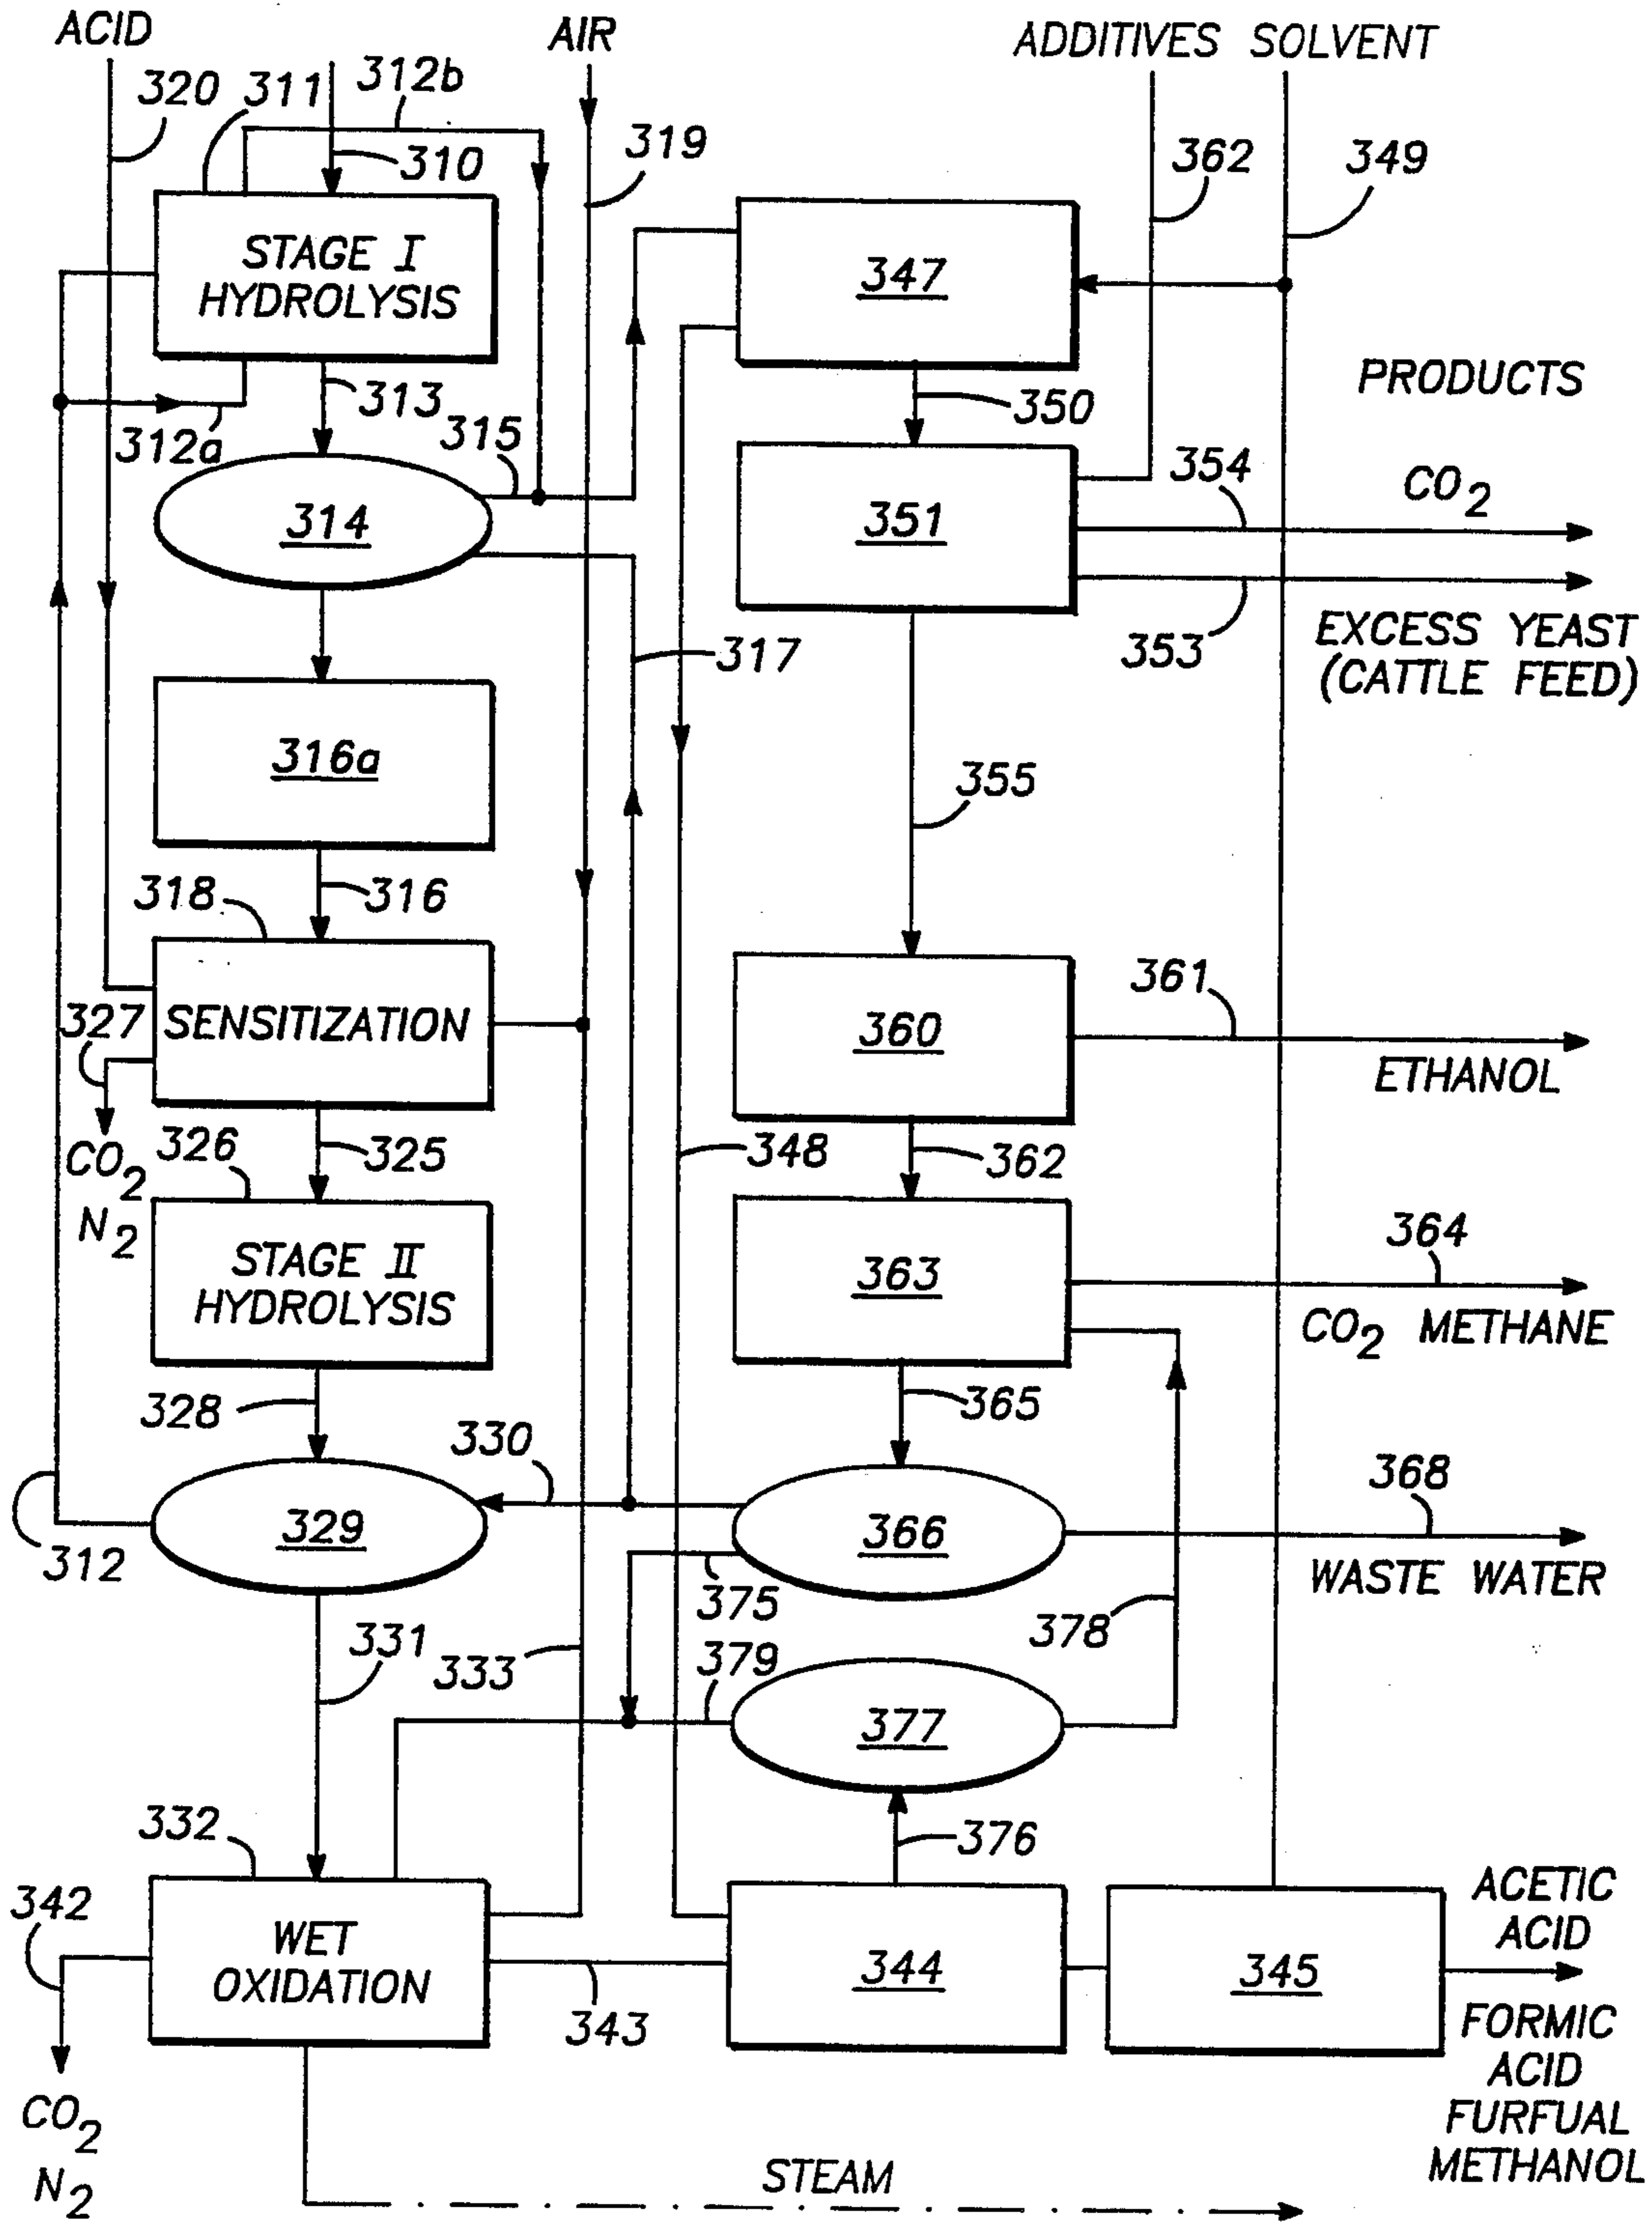 ACID
AIR
ADDITIVES SOLVENT
320
311
312b
310
319
362
349
STAGE I
HYDROLYSIS
347
313
312a
315
350
PRODUCTS
314
351
354
CO2
353
EXCESS YEAST
(CATTLE FEED)
317
316a
355
318
316
327
SENSITIZATION
360
361
ETHANOL
CO2
N2
326
325
348
362
STAGE II
HYDROLYSIS
363
364
CO2 METHANE
328
365
330
329
366
368
WASTE WATER
312
375
378
331
333
379
377
332
376
342
WET
OXIDATION
343
344
345
ACETIC
ACID
FORMIC
ACID
FURFUAL
METHANOL
CO2
N2
STEAM